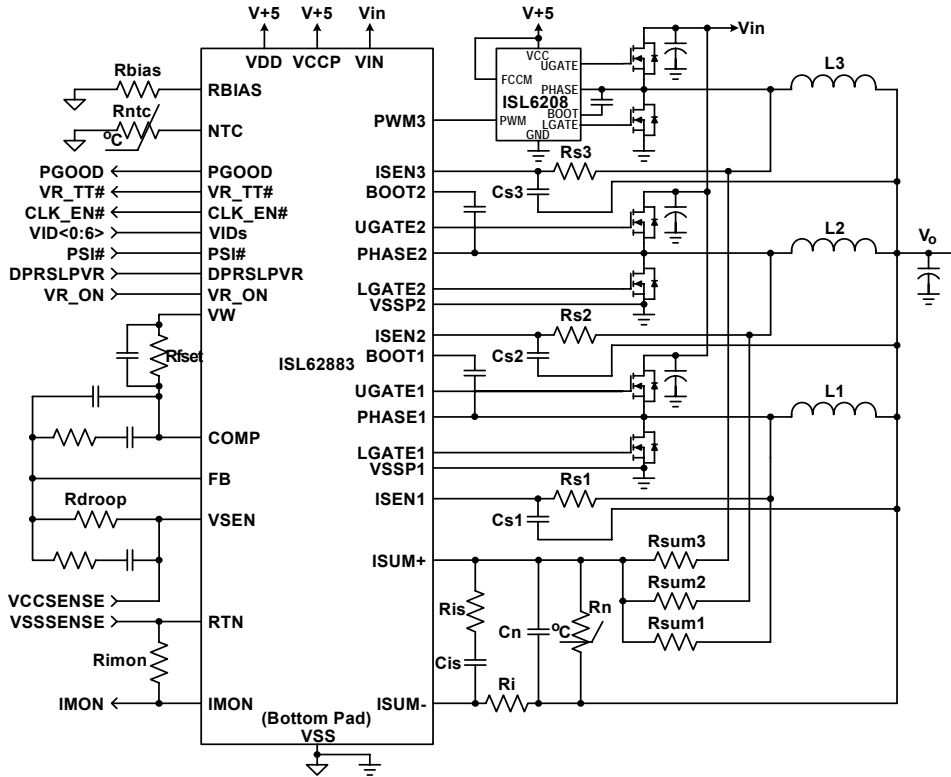 V+5
V+5
Vin
V+5
VDD
VCCP
VIN
Vin
Rbias
RBIAS
Rntc
°C
NTC
PGOOD
PGOOD
VR_TT#
VR_TT#
CLK_EN#
CLK_EN#
VID<0:6>
VIDs
PSI#
PSI#
DPRSLPVR
DPRSLPVR
VR_ON
VR_ON
VW
Rfset
ISL62883
COMP
FB
Rdroop
VSEN
VCCSENSE
VSSSENSE
RTN
Rimon
IMON
IMON
(Bottom Pad)
VSS
PWM3
VCC
UGATE
FCCM
PHASE
ISL6208
BOOT
PWM
LGATE
GND
L3
ISEN3
Rs3
Cs3
BOOT2
UGATE2
PHASE2
L2
Vo
LGATE2
VSSP2
ISEN2
Rs2
Cs2
BOOT1
UGATE1
PHASE1
L1
LGATE1
VSSP1
ISEN1
Rs1
Cs1
ISUM+
Rsum3
Rsum2
Rsum1
Ris
Cn
°C
Rn
Cis
Ri
ISUM-